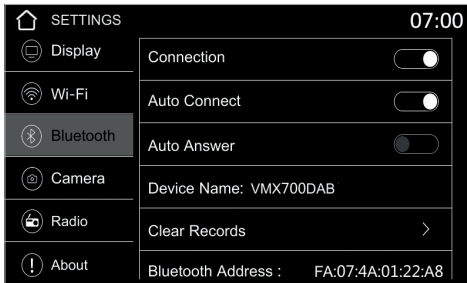 SETTINGS 07:00
Display
Wi-Fi
Bluetooth
Camera
Radio
About
Connection
Auto Connect
Auto Answer
Device Name: VMX700DAB
Clear Records
Bluetooth Address : FA:07:4A:01:22:A8